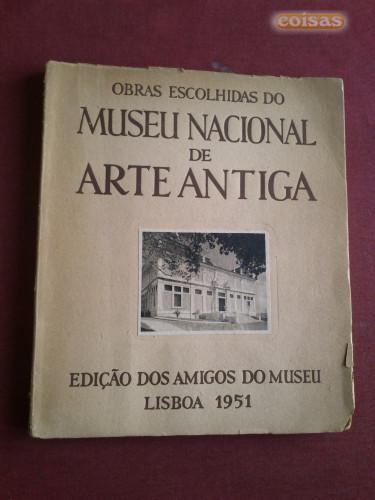 coisas
OBRAS ESCOLHIDAS DO
MUSEU NACIONAL
DE
ARTE ANTIGA
EDIÇÃO DOS AMIGOS DO MUSEU
LISBOA 1951